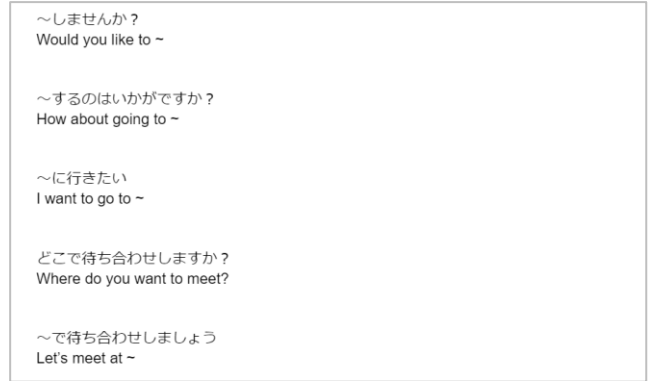 ～しませんか？
Would you like to ~
～するのはいかがですか？
How about going to ~
～に行きたい
I want to go to ~
どこで待ち合わせしますか？
Where do you want to meet?
～で待ち合わせしましょう
Let's meet at ~